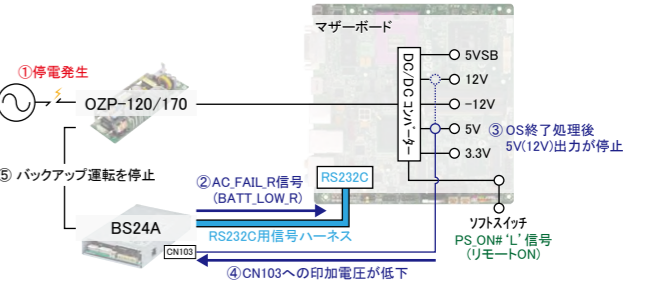 マザーボード
①停電発生
OZP-120/170
DC/DCコンバーター
5VSB
12V
-12V
5V
3.3V
③OS終了処理後
5V(12V)出力が停止
⑤ バックアップ運転を停止
②AC_FAIL_R信号
(BATT_LOW_R)
RS232C
BS24A
RS232C用信号ハーネス
CN103
④CN103への印加電圧が低下
ソフトスイッチ
PS_ON#‘L’信号
(リモートON)